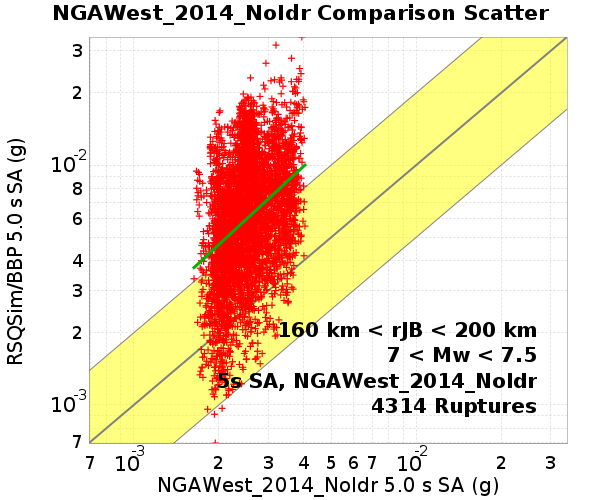 NGAWest_2014_NoIdr Comparison Scatter
3
2
10-2
8
6
4
3
2
10-3
7
RSQSim/BBP 5.0 s SA (g)
160 km < rJB < 200 km
7 < Mw < 7.5
5s SA, NGAWest_2014_NoIdr
4314 Ruptures
7 10-3 2 3 4 5 6 7 10-2 2 3
NGAWest_2014_NoIdr 5.0 s SA (g)